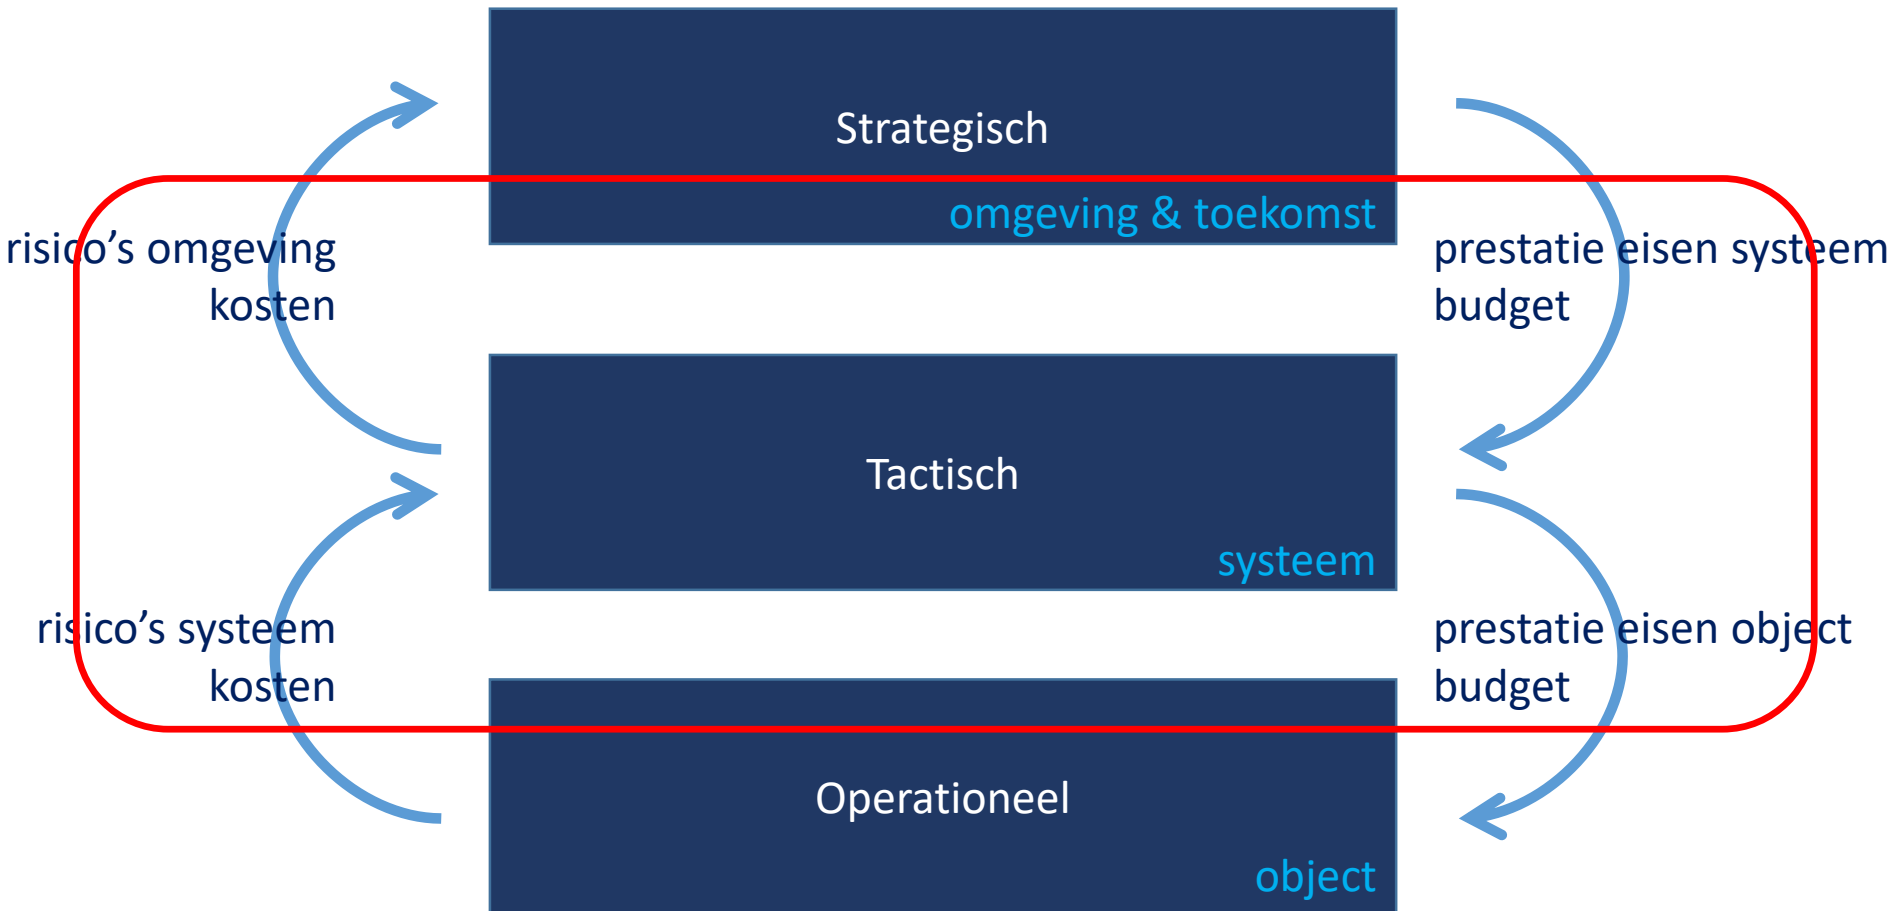 Strategisch
omgeving & toekomst
risico’s omgeving
kosten
prestatie eisen systeem
budget
Tactisch
systeem
risico’s systeem
kosten
prestatie eisen object
budget
Operationeel
object